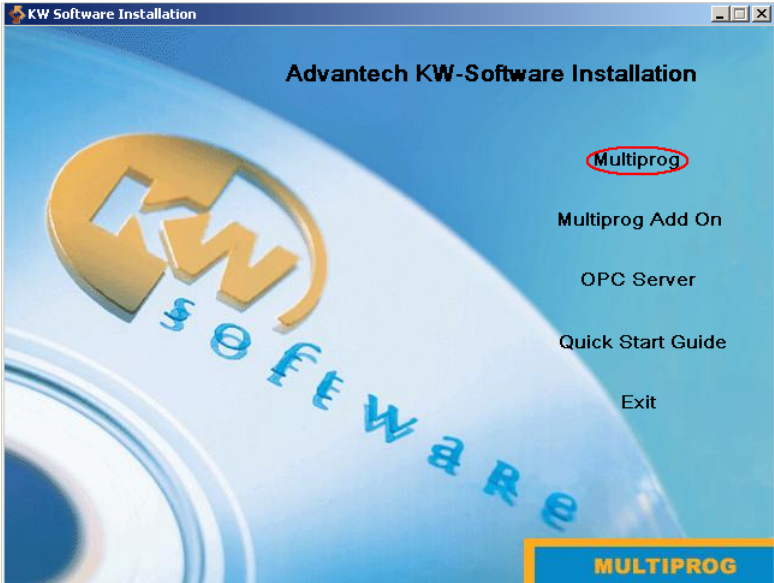 KW Software Installation
Advantech KW-Software Installation
Multiprog
Multiprog Add On
OPC Server
Quick Start Guide
Exit
KW
software
MULTIPROG